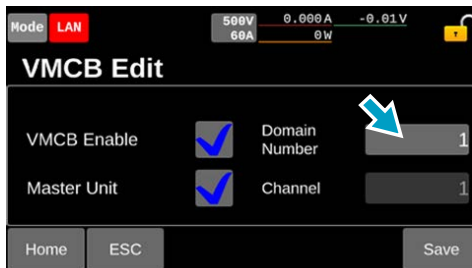 Mode LAN 500V 0.000A -0.01V
60A 0W
VMCB Edit
VMCB Enable Domain Number 1
Master Unit Channel 1
Home ESC Save